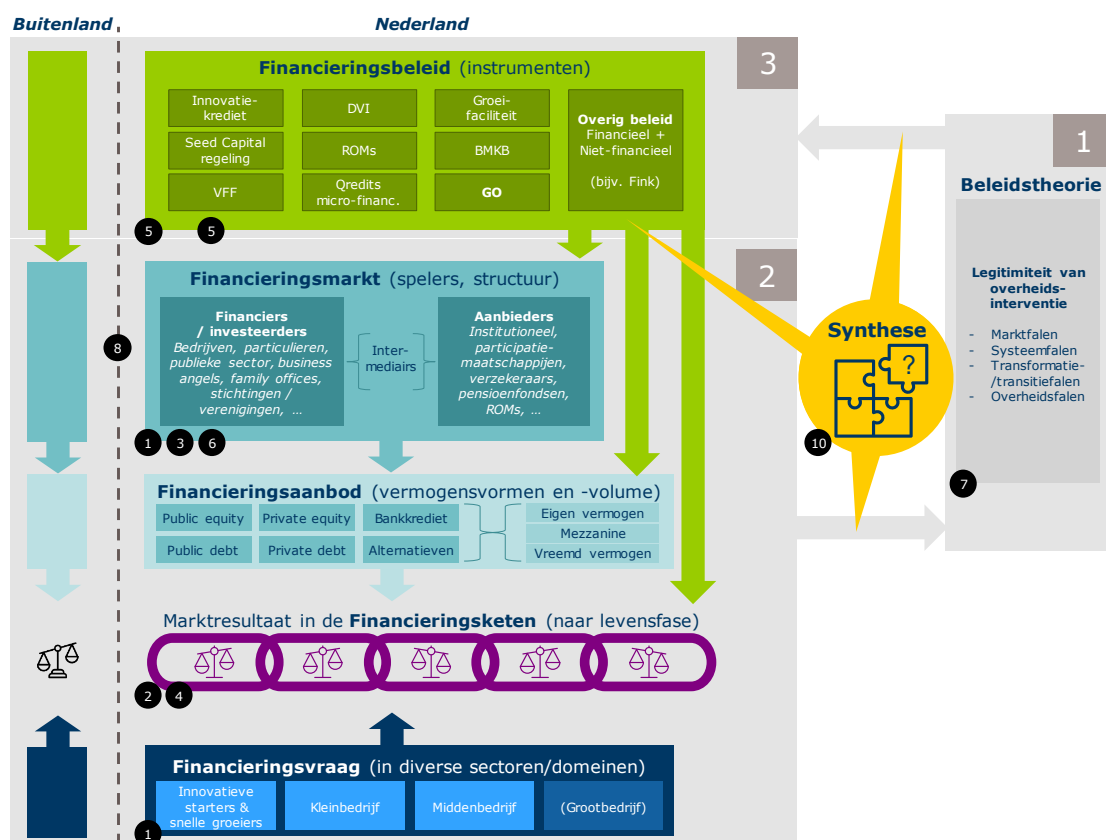 Buitenland
Nederland
3
Financieringsbeleid (instrumenten)
Innovatie-
krediet
DVI
Groei-
faciliteit
Seed Capital
regeling
ROMs
BMKB
VFF
Qredits
micro-financ.
GO
Overig beleid
Financieel +
Niet-financieel
(bijv. Fink)
5
5
1
Beleidstheorie
Legitimiteit van
overheids-
interventie
- Marktfalen
- Systeemfalen
- Transformatie-
/transitiefalen
- Overheidsfalen
7
2
Financieringsmarkt (spelers, structuur)
Financiers
/ investeerders
Bedrijven, particulieren,
publieke sector, business
angels, family offices,
stichtingen /
verenigingen, ...
Inter-
mediairs
Aanbieders
Institutioneel,
participatie-
maatschappijen,
verzekeraars,
pensioenfondsen,
ROMs, ...
8
1
3
6
Synthese
?
10
Financieringsaanbod (vermogensvormen en -volume)
Public equity
Private equity
Bankkrediet
Public debt
Private debt
Alternatieven
Eigen vermogen
Mezzanine
Vreemd vermogen
Marktresultaat in de Financieringsketen (naar levensfase)
2
4
Financieringsvraag (in diverse sectoren/domeinen)
Innovatieve
starters &
snelle groeiers
Kleinbedrijf
Middenbedrijf
(Grootbedrijf)
1